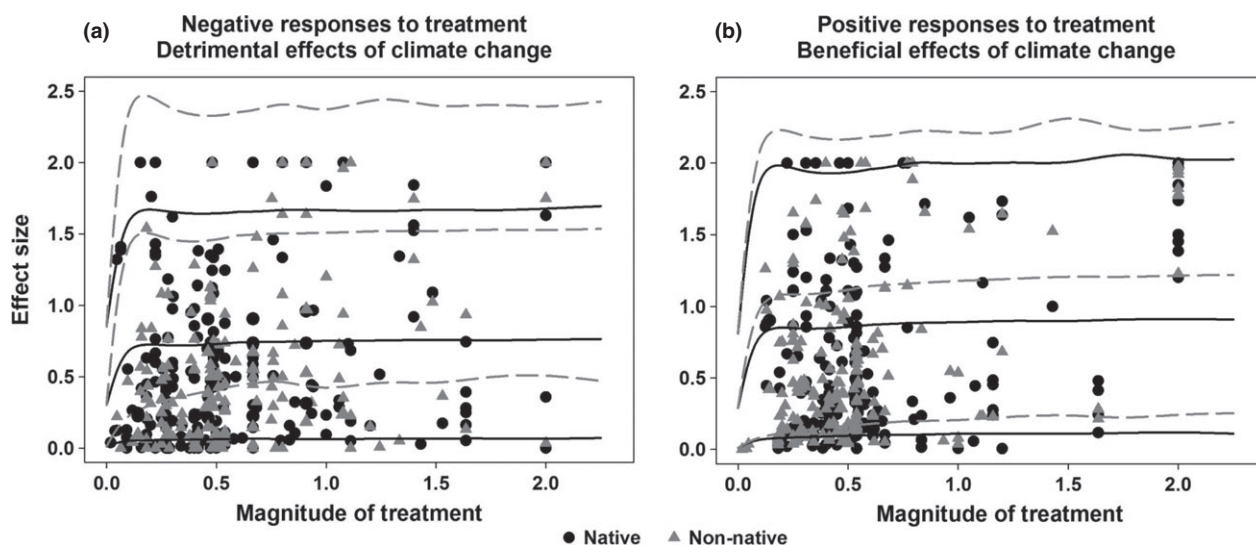 (a)
Negative responses to treatment
Detrimental effects of climate change
(b)
Positive responses to treatment
Beneficial effects of climate change
Effect size
2.5
2.0
1.5
1.0
0.5
0.0
0.0 0.5 1.0 1.5 2.0
Magnitude of treatment
2.5
2.0
1.5
1.0
0.5
0.0
0.0 0.5 1.0 1.5 2.0
Magnitude of treatment
Native Non-native